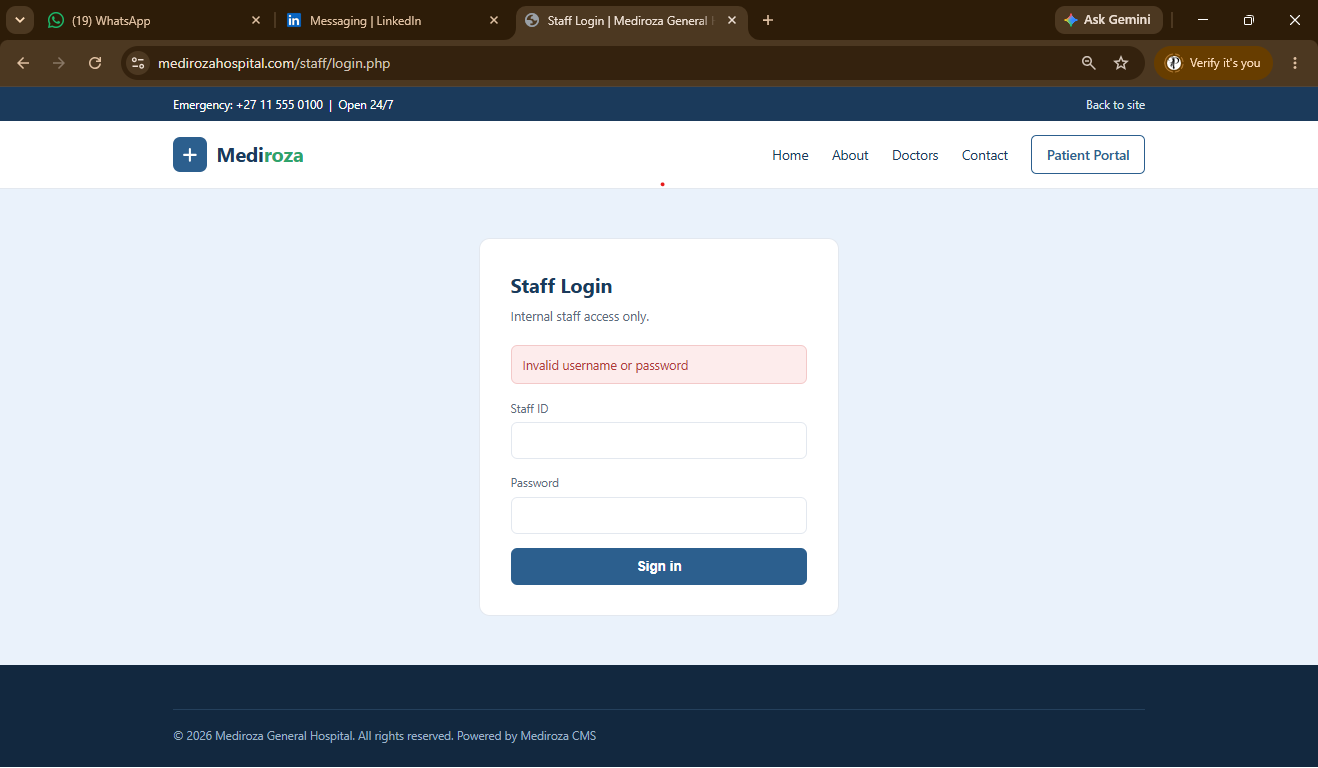 (19) WhatsApp
Messaging | LinkedIn
Staff Login | Mediroza General
Ask Gemini
medirozahospital.com/staff/login.php
Verify it's you
Emergency: +27 11 555 0100 | Open 24/7
Back to site
Mediroza
Home
About
Doctors
Contact
Patient Portal
Staff Login
Internal staff access only.
Invalid username or password
Staff ID
Password
Sign in
© 2026 Mediroza General Hospital. All rights reserved. Powered by Mediroza CMS